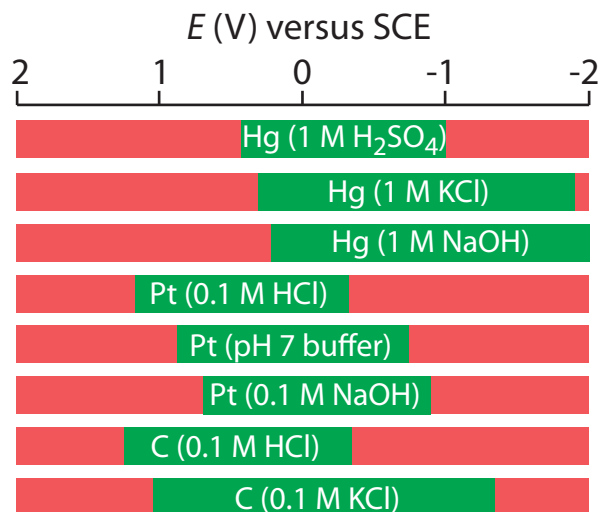 E (V) versus SCE
2 1 0 -1 -2
Hg (1 M H₂SO₄)
Hg (1 M KCl)
Hg (1 M NaOH)
Pt (0.1 M HCl)
Pt (pH 7 buffer)
Pt (0.1 M NaOH)
C (0.1 M HCl)
C (0.1 M KCl)